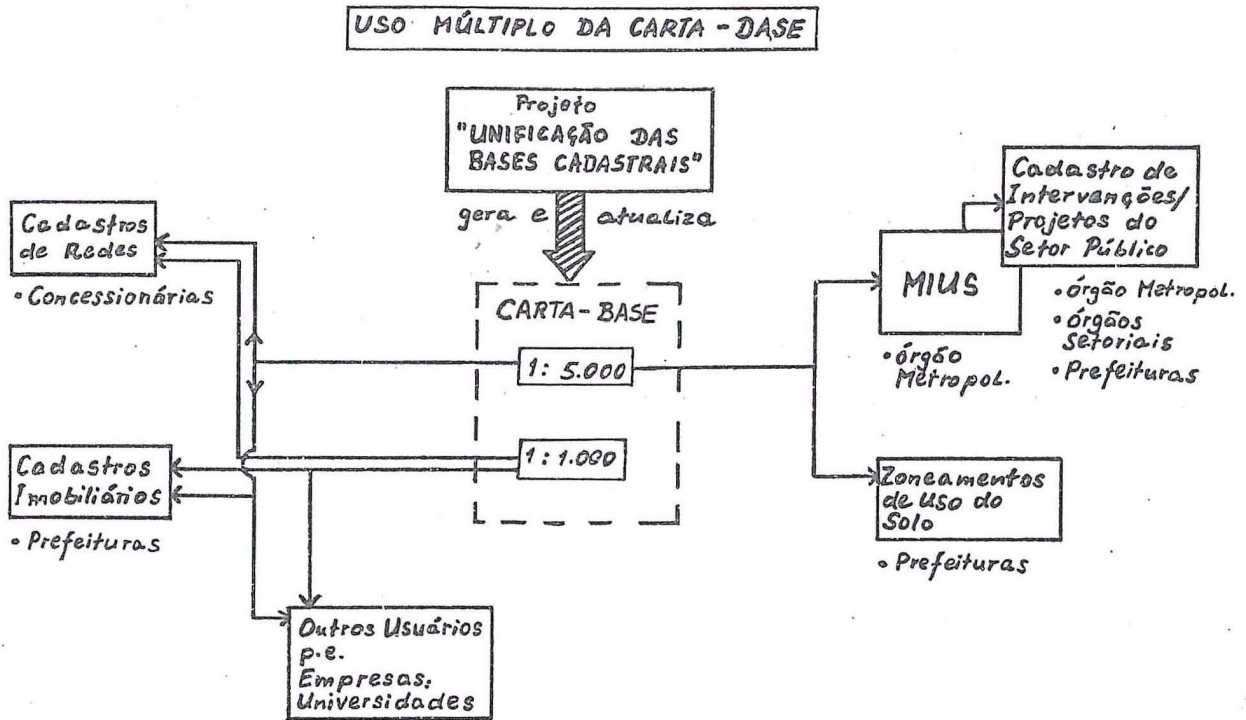 USO MÚLTIPLO DA CARTA - DASE
Projeto
"UNIFICAÇÃO DAS
BASES CADASTRAIS"
gera e atualiza
Cadastros
de Redes
• Concessionárias
CARTA-BASE
1: 5.000
1: 1.000
Cadastros
Imobiliários
• Prefeituras
Outros Usuários
p.e.
Empresas;
Universidades
MIUS
• órgão
Metropol.
Cadastro de
Intervenções/
Projetos do
Setor Público
• órgão Metropol.
• órgãos
Setoriais
• Prefeituras
Zoneamentos
de Uso do
Solo
• Prefeituras